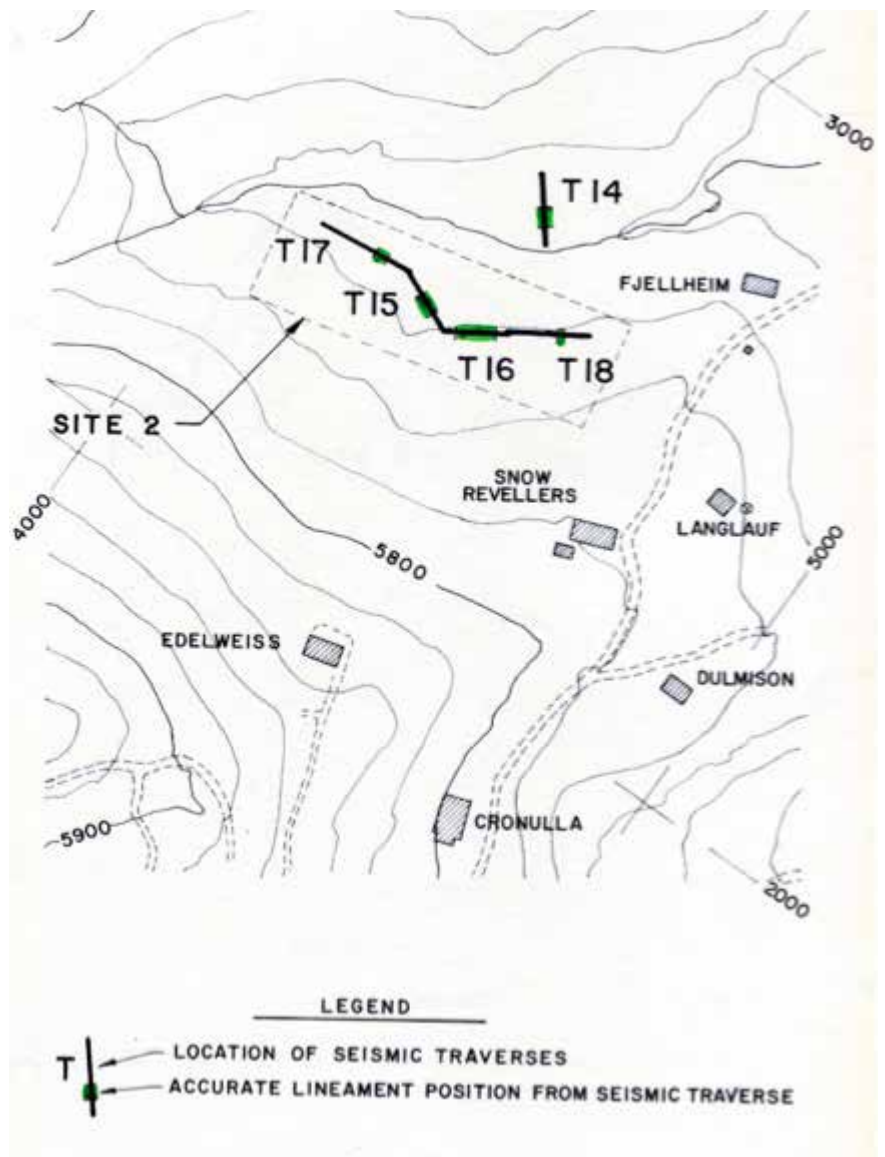 3000
T14
FJELLHEIM
T17
T15
T16
T18
SITE 2
SNOW
REVELLERS
LANGLAUF
4000
5800
5000
EDELWEISS
DULMISON
CRONULLA
5900
2000
LEGEND
T
LOCATION OF SEISMIC TRAVERSES
ACCURATE LINEAMENT POSITION FROM SEISMIC TRAVERSE